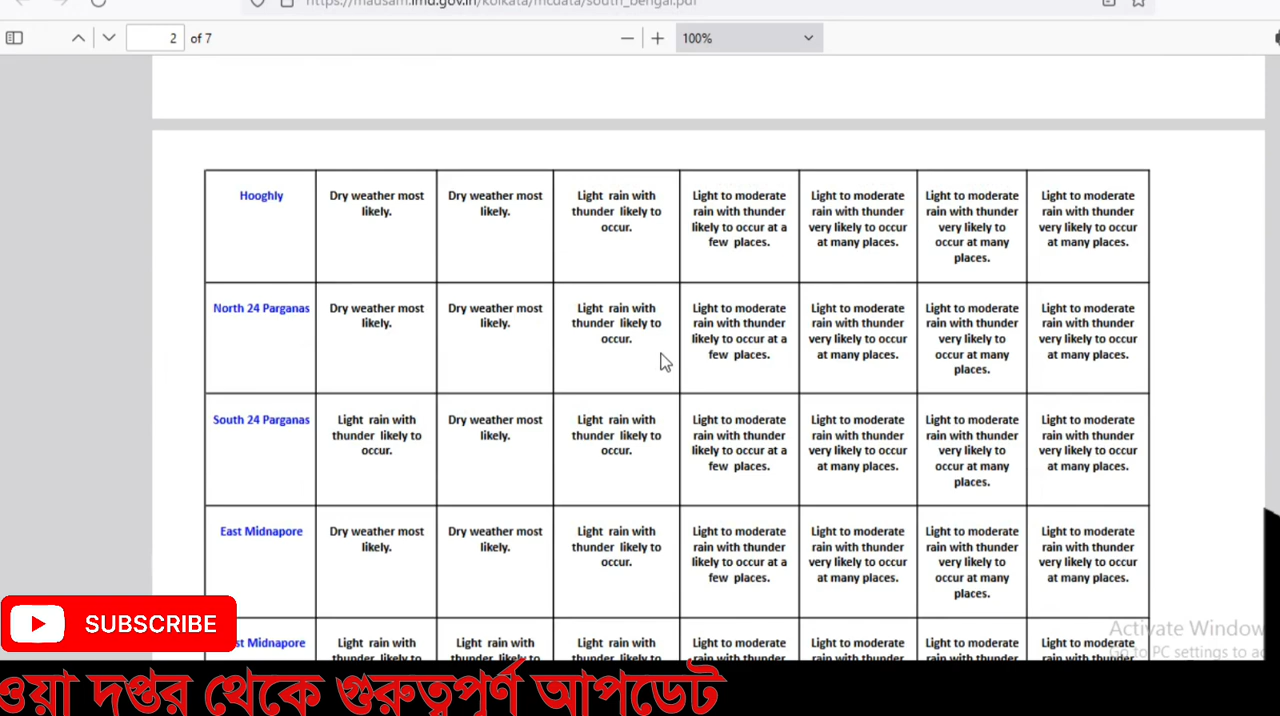 https://mausam.imd.gov.in/kolkata/mcdata/south_bengal.pdf
2 of 7
100%
Hooghly
Dry weather most
likely.
Dry weather most
likely.
Light rain with
thunder likely to
occur.
Light to moderate
rain with thunder
likely to occur at a
few places.
Light to moderate
rain with thunder
very likely to occur
at many places.
Light to moderate
rain with thunder
very likely to
occur at many
places.
Light to moderate
rain with thunder
very likely to occur
at many places.
North 24 Parganas
Dry weather most
likely.
Dry weather most
likely.
Light rain with
thunder likely to
occur.
Light to moderate
rain with thunder
likely to occur at a
few places.
Light to moderate
rain with thunder
very likely to occur
at many places.
Light to moderate
rain with thunder
very likely to
occur at many
places.
Light to moderate
rain with thunder
very likely to occur
at many places.
South 24 Parganas
Light rain with
thunder likely to
occur.
Dry weather most
likely.
Light rain with
thunder likely to
occur.
Light to moderate
rain with thunder
likely to occur at a
few places.
Light to moderate
rain with thunder
very likely to occur
at many places.
Light to moderate
rain with thunder
very likely to
occur at many
places.
Light to moderate
rain with thunder
very likely to occur
at many places.
East Midnapore
Dry weather most
likely.
Dry weather most
likely.
Light rain with
thunder likely to
occur.
Light to moderate
rain with thunder
likely to occur at a
few places.
Light to moderate
rain with thunder
very likely to occur
at many places.
Light to moderate
rain with thunder
very likely to
occur at many
places.
Light to moderate
rain with thunder
very likely to occur
at many places.
st Midnapore
Light rain with
thunder likely to
Light rain with
thunder likely to
Light rain with
thunder likely to
Light to moderate
rain with thunder
Light to moderate
rain with thunder
Light to moderate
rain with thunder
Light to moderate
rain with thunder
SUBSCRIBE
Activate Window
Go to PC settings to ac
ওয়া দপ্তর থেকে গুরুত্বপূর্ণ আপডেট